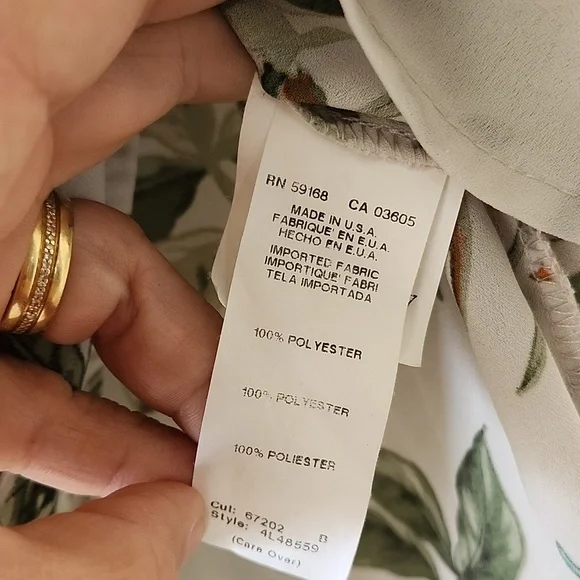 RN 59168 CA 03605
MADE IN U.S.A.
FABRIQUE' EN E.U.A.
HECHO EN E.U.A.
IMPORTED FABRIC
IMPORTIQUE' FABRI
TELA IMPORTADA
100% POLYESTER
100% POLYESTER
100% POLIESTER
Cut: 67202 B
Style: 4L48559
(Care Over)